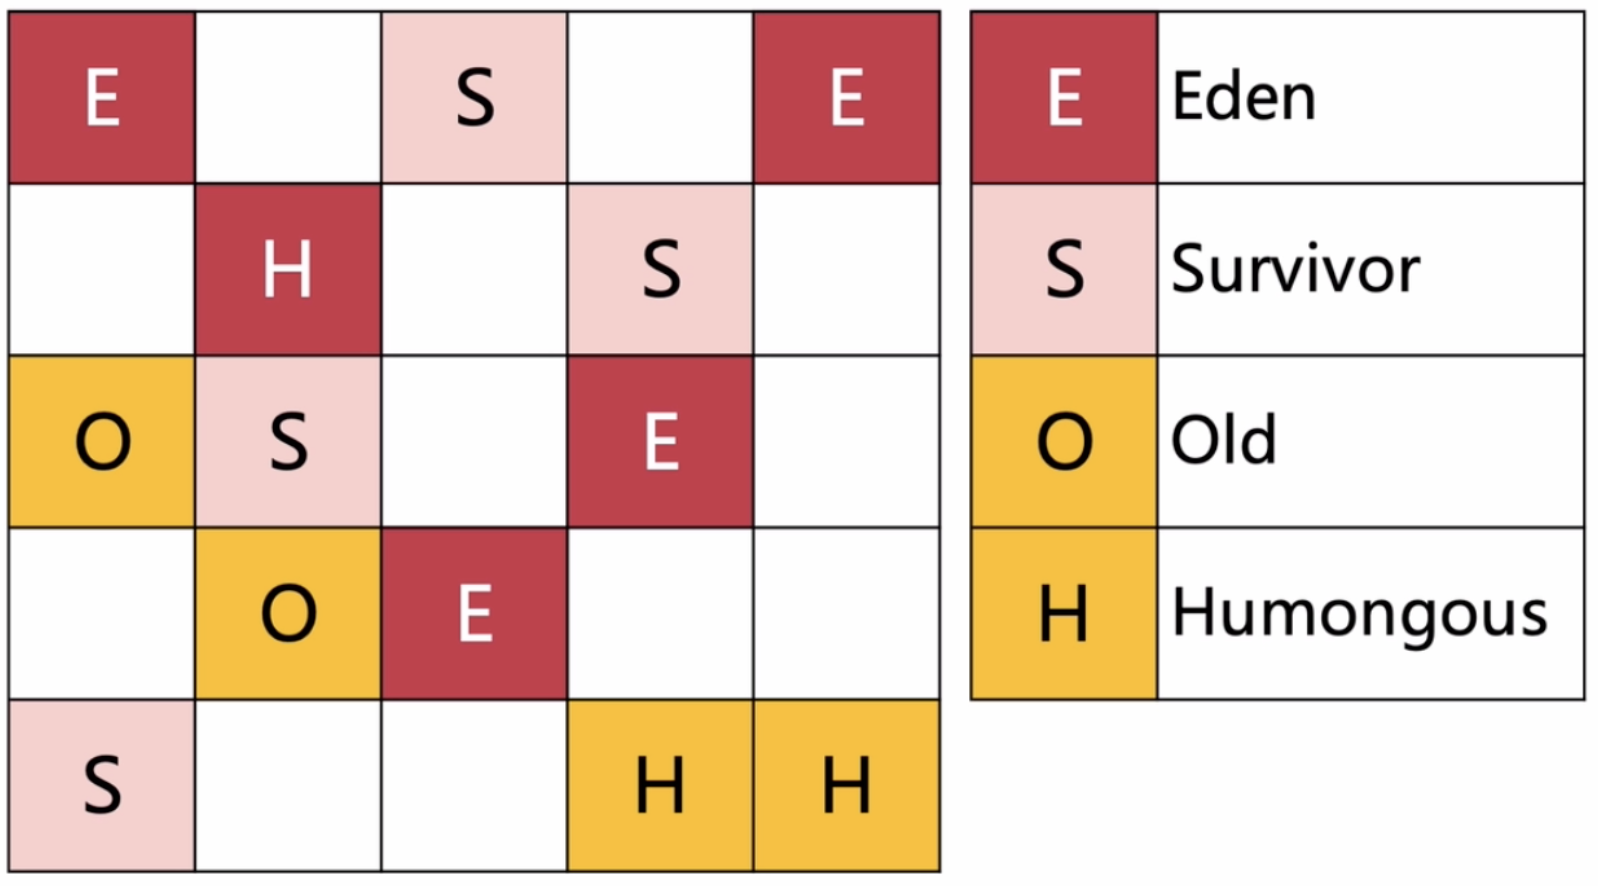 E S E
H S
O S E
O E
S H H
E Eden
S Survivor
O Old
H Humongous